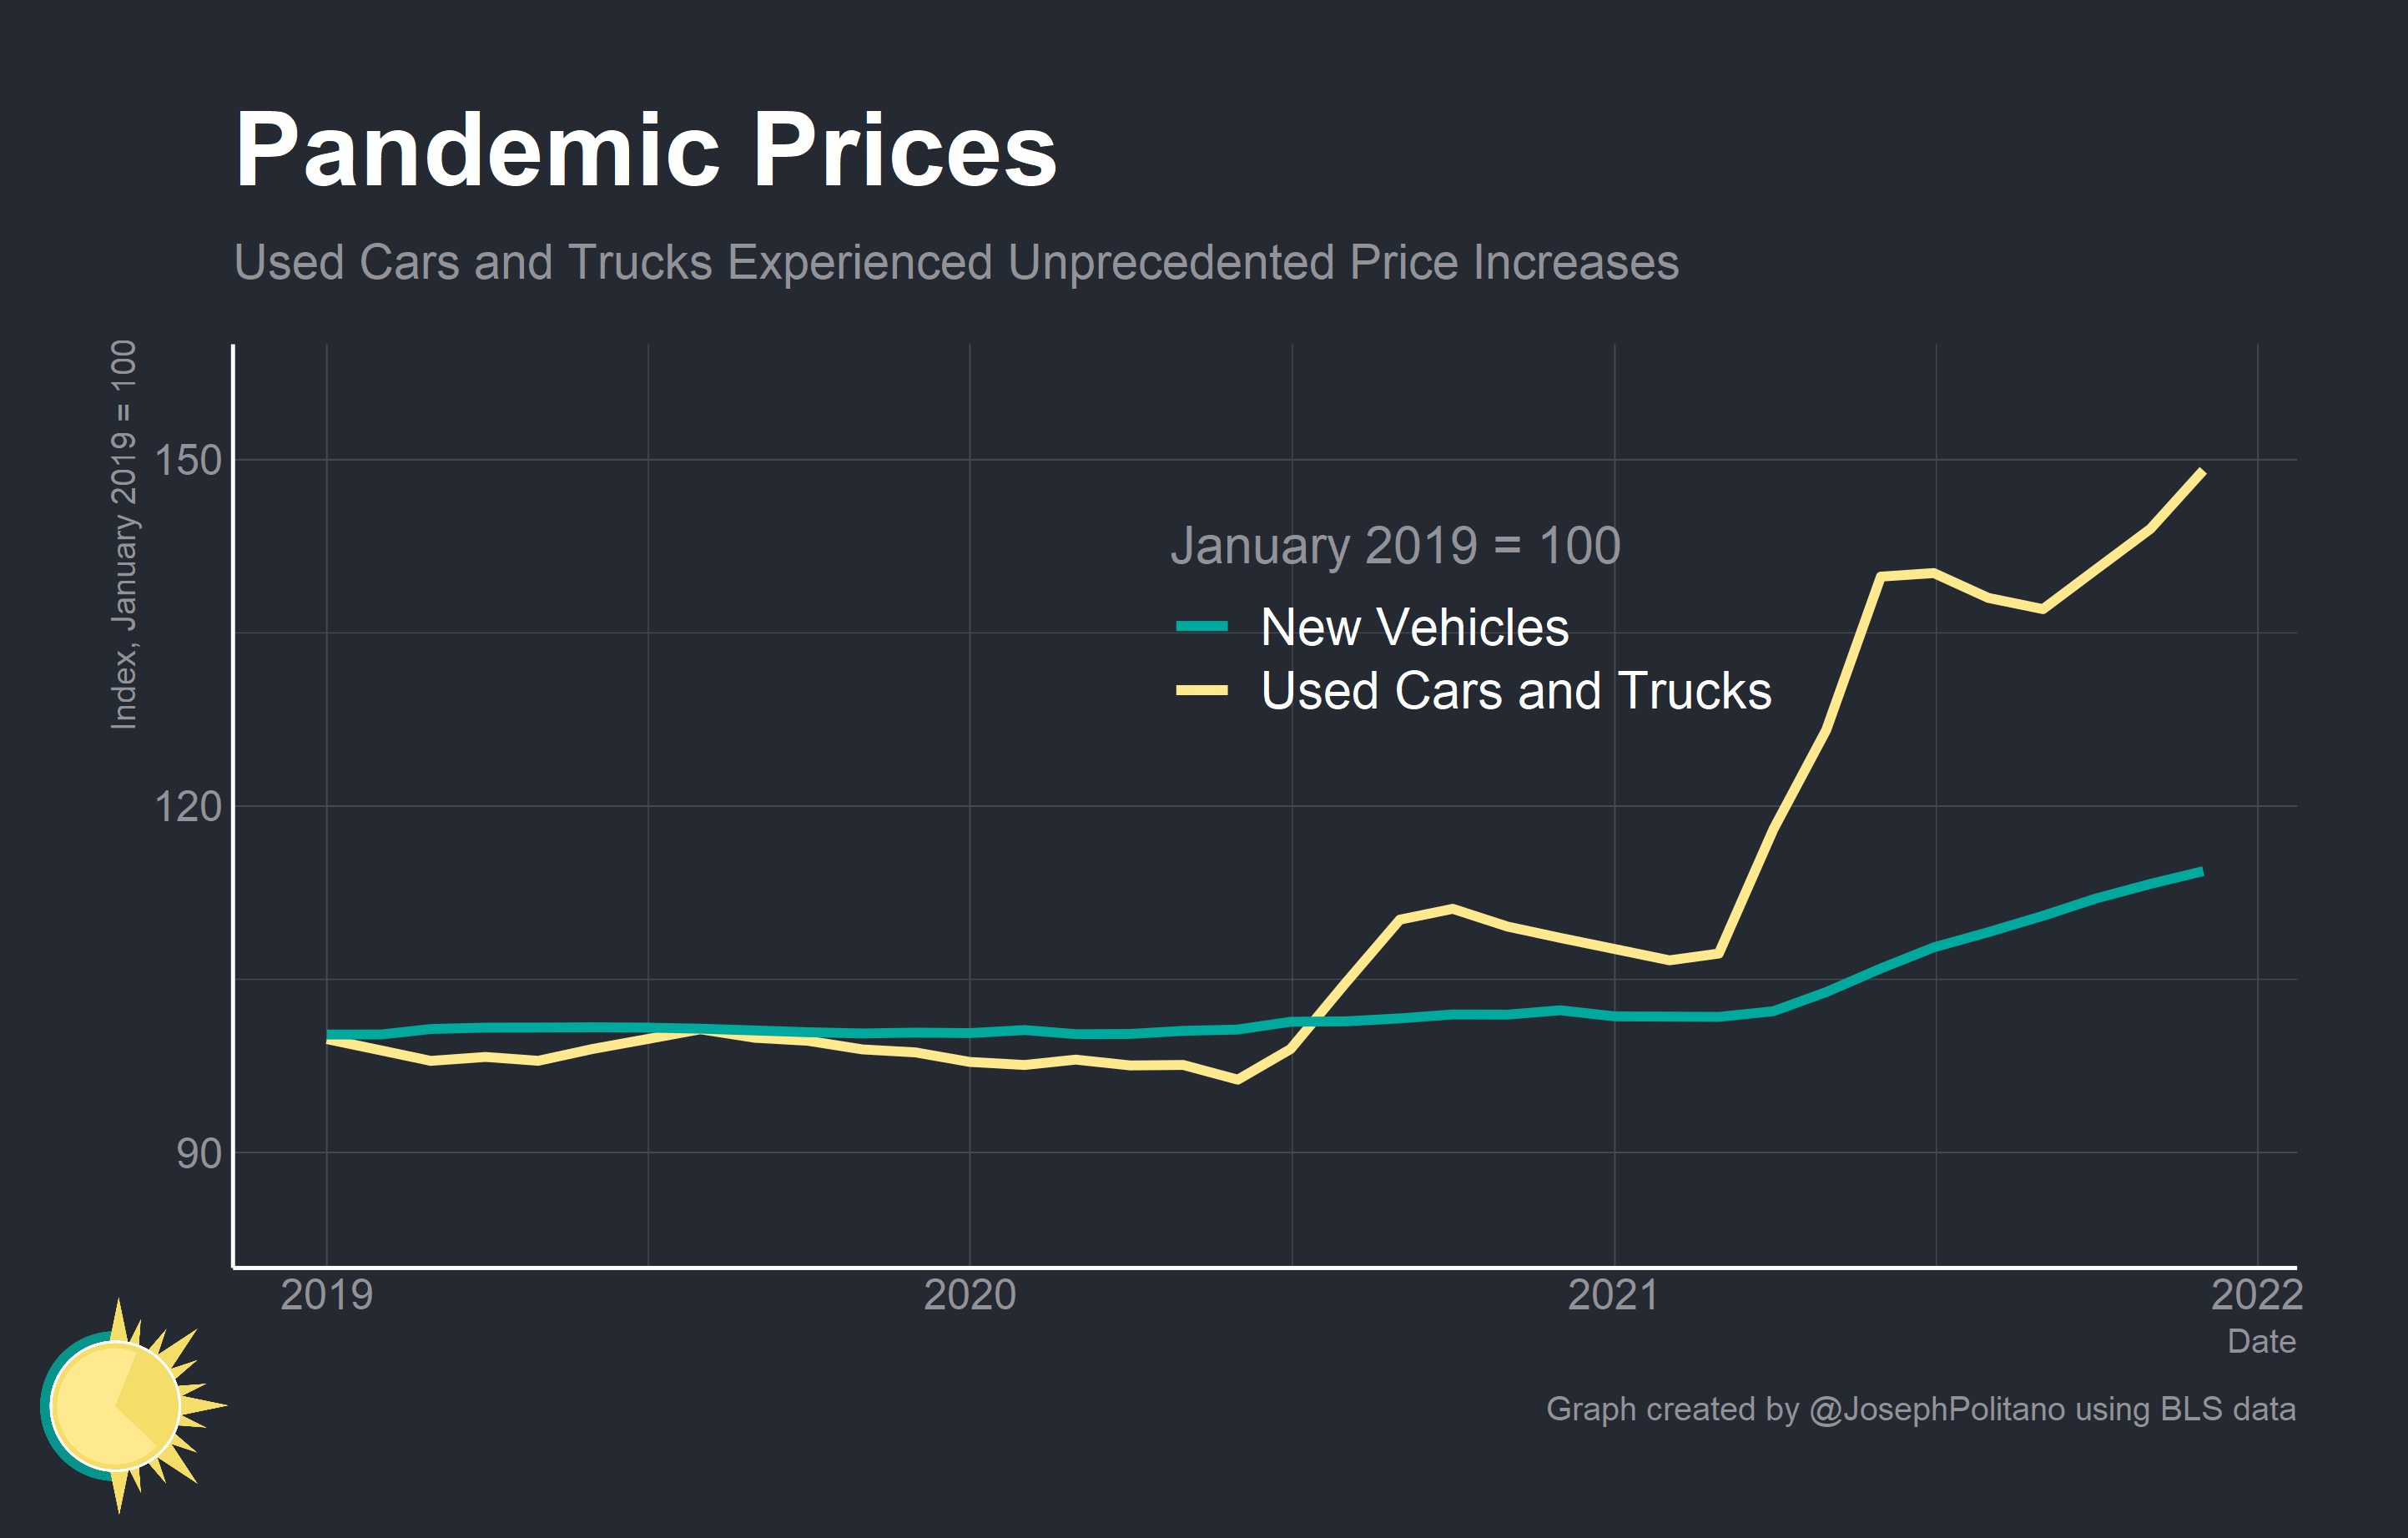 Pandemic Prices
Used Cars and Trucks Experienced Unprecedented Price Increases
Index, January 2019 = 100
150
120
90
January 2019 = 100
New Vehicles
Used Cars and Trucks
2019
2020
2021
2022
Date
Graph created by @JosephPolitano using BLS data